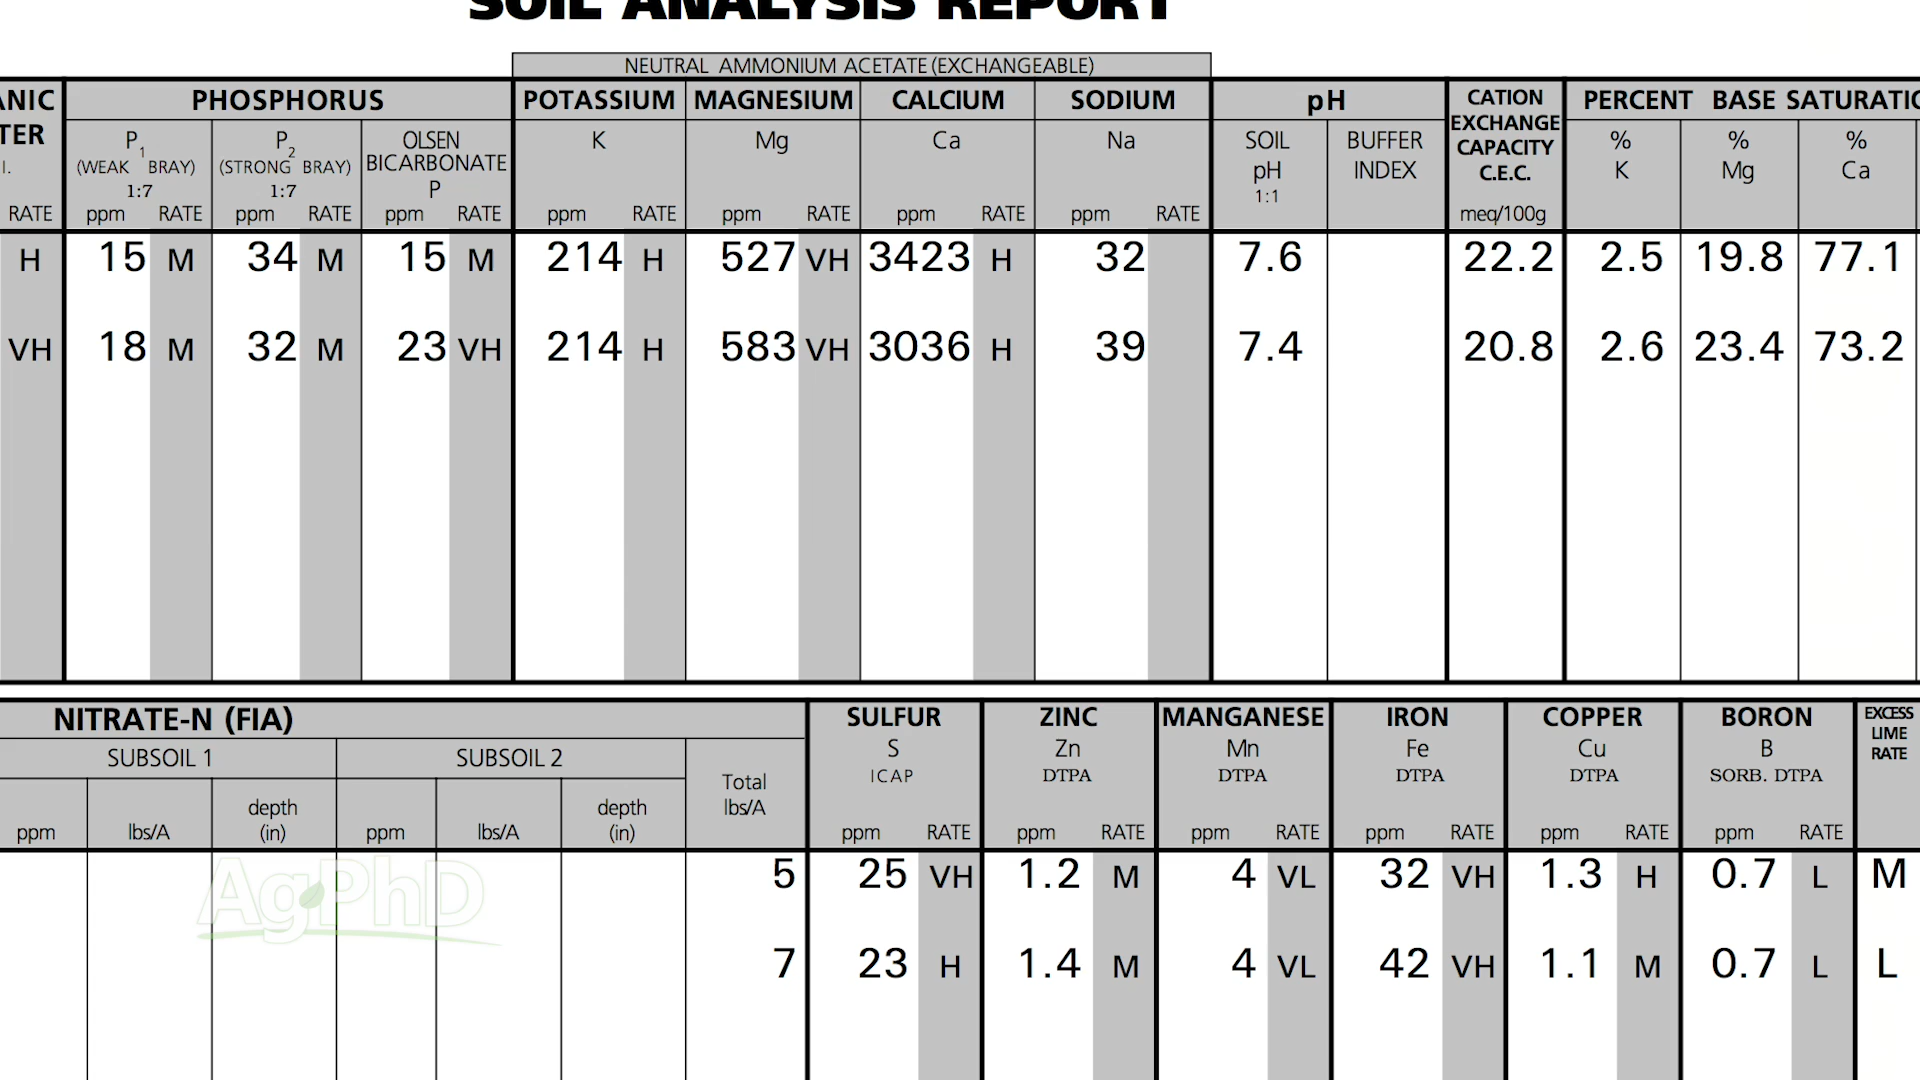 SOIL ANALYSIS REPORT
NEUTRAL AMMONIUM ACETATE (EXCHANGEABLE)
ANIC PHOSPHORUS POTASSIUM MAGNESIUM CALCIUM SODIUM pH CATION EXCHANGE CAPACITY C.E.C. PERCENT BASE SATURATIO
TER P1 (WEAK BRAY) 1:7 P2 (STRONG BRAY) 1:7 OLSEN BICARBONATE P K Mg Ca Na SOIL pH 1:1 BUFFER INDEX % K % Mg % Ca
RATE ppm RATE ppm RATE ppm RATE ppm RATE ppm RATE ppm RATE ppm RATE meq/100g
H 15 M 34 M 15 M 214 H 527 VH 3423 H 32 7.6 22.2 2.5 19.8 77.1
VH 18 M 32 M 23 VH 214 H 583 VH 3036 H 39 7.4 20.8 2.6 23.4 73.2
NITRATE-N (FIA) SULFUR ZINC MANGANESE IRON COPPER BORON EXCESS LIME RATE
SUBSOIL 1 SUBSOIL 2 Total lbs/A S ICAP Zn DTPA Mn DTPA Fe DTPA Cu DTPA B SORB. DTPA
ppm lbs/A depth (in) ppm lbs/A depth (in) ppm RATE ppm RATE ppm RATE ppm RATE ppm RATE ppm RATE
5 25 VH 1.2 M 4 VL 32 VH 1.3 H 0.7 L M
AgPhD
7 23 H 1.4 M 4 VL 42 VH 1.1 M 0.7 L L